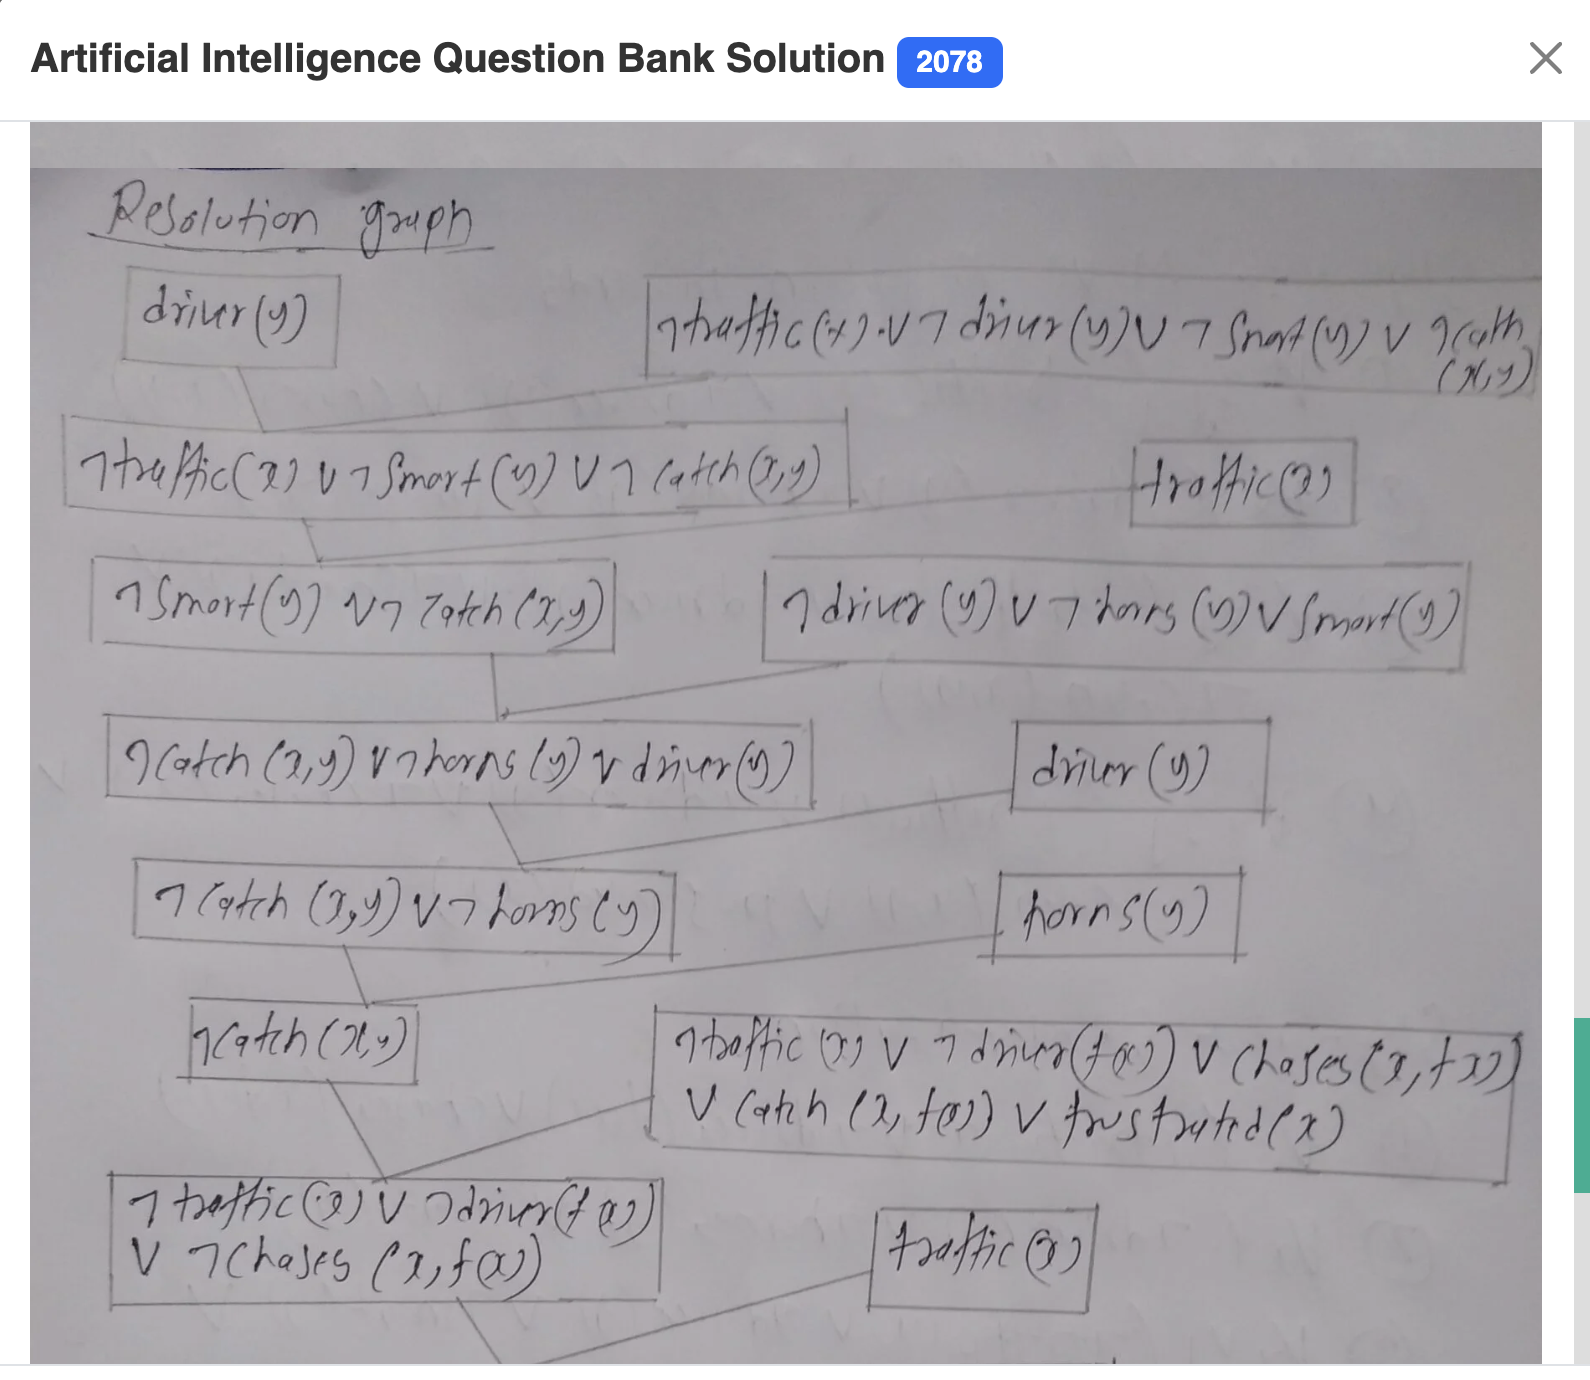 Artificial Intelligence Question Bank Solution 2078
Resolution graph
driver(y)
¬traffic(x) ∨ ¬driver(y) ∨ ¬Smart(y) ∨ ¬Cath
(x,y)
¬traffic(x) ∨ ¬Smart(y) ∨ ¬Catch(x,y)
traffic(x)
¬Smart(y) ∨ ¬Catch(x,y)
¬driver(y) ∨ ¬horns(y) ∨ Smart(y)
¬Catch(x,y) ∨ ¬horns(y) ∨ driver(y)
driver(y)
¬Catch(x,y) ∨ ¬horns(y)
horns(y)
¬Catch(x,y)
¬traffic(x) ∨ ¬driver(f(x)) ∨ Chases(x,f(x))
∨ Catch(x,f(x)) ∨ frustrated(x)
¬traffic(x) ∨ ¬driver(f(x))
∨ ¬Chases(x,f(x))
traffic(x)